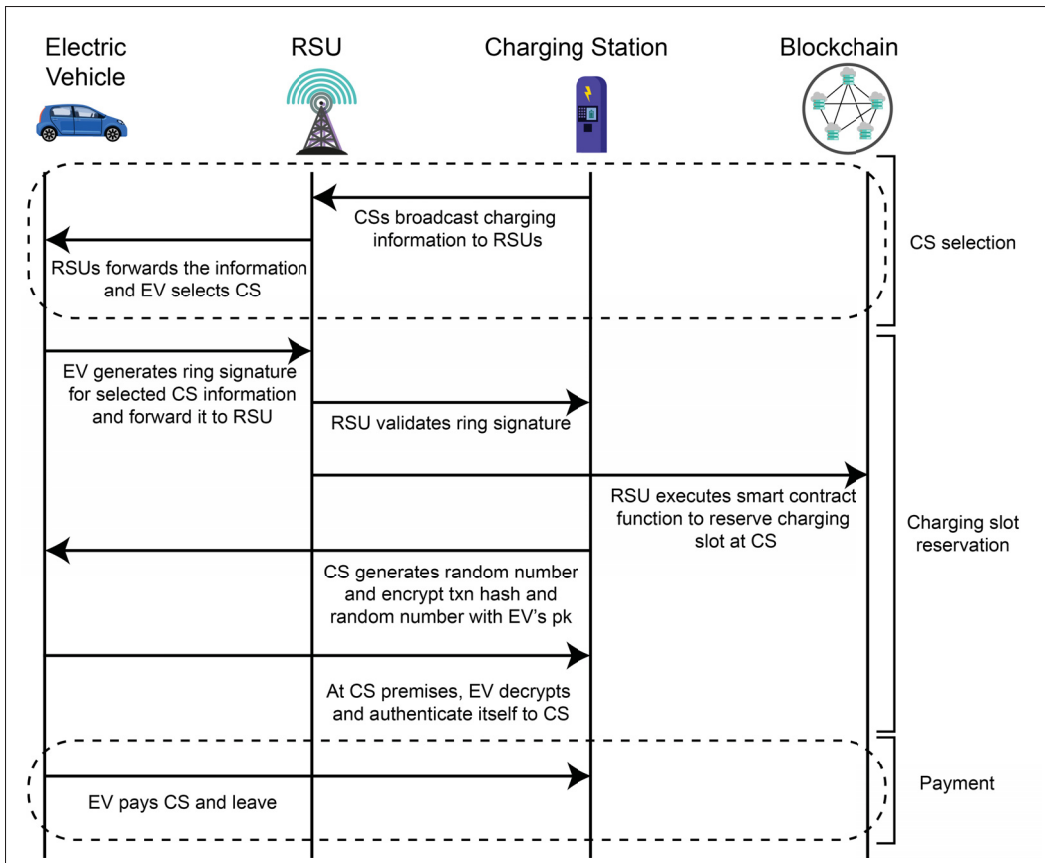 Electric
Vehicle
RSU
Charging Station
Blockchain
CSs broadcast charging
information to RSUs
CS selection
RSUs forwards the information
and EV selects CS
EV generates ring signature
for selected CS information
and forward it to RSU
RSU validates ring signature
RSU executes smart contract
function to reserve charging
slot at CS
Charging slot
reservation
CS generates random number
and encrypt txn hash and
random number with EV's pk
At CS premises, EV decrypts
and authenticate itself to CS
EV pays CS and leave
Payment